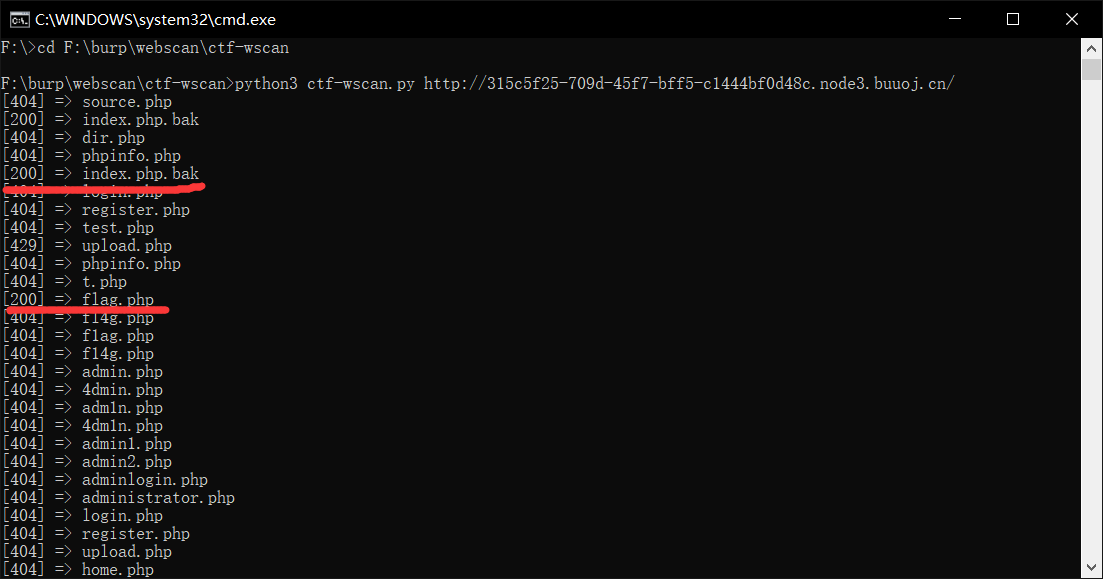 C:\WINDOWS\system32\cmd.exe
F:\>cd F:\burp\webscan\ctf-wscan
F:\burp\webscan\ctf-wscan>python3 ctf-wscan.py http://315c5f25-709d-45f7-bff5-c1444bf0d48c.node3.buuoj.cn/
[404] => source.php
[200] => index.php.bak
[404] => dir.php
[404] => phpinfo.php
[200] => index.php.bak
[404] => login.php
[404] => register.php
[404] => test.php
[429] => upload.php
[404] => phpinfo.php
[404] => t.php
[200] => flag.php
[404] => fl4g.php
[404] => f1ag.php
[404] => f14g.php
[404] => admin.php
[404] => 4dmin.php
[404] => adm1n.php
[404] => 4dm1n.php
[404] => admin1.php
[404] => admin2.php
[404] => adminlogin.php
[404] => administrator.php
[404] => login.php
[404] => register.php
[404] => upload.php
[404] => home.php